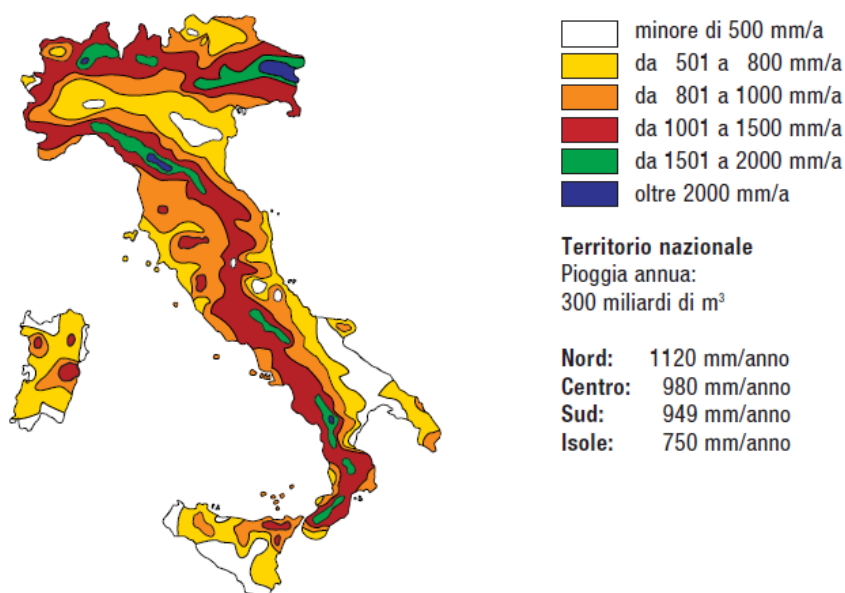 minore di 500 mm/a
da 501 a 800 mm/a
da 801 a 1000 mm/a
da 1001 a 1500 mm/a
da 1501 a 2000 mm/a
oltre 2000 mm/a
Territorio nazionale
Pioggia annua:
300 miliardi di m³
Nord: 1120 mm/anno
Centro: 980 mm/anno
Sud: 949 mm/anno
Isole: 750 mm/anno